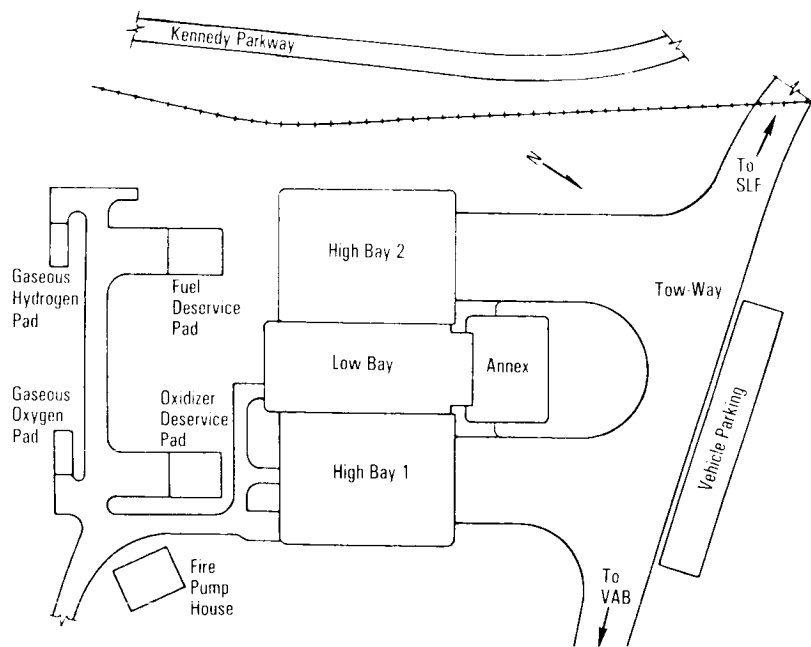 Kennedy Parkway
N
To
SLF
High Bay 2
Gaseous
Hydrogen
Pad
Fuel
Deservice
Pad
Tow-Way
Low Bay
Annex
Gaseous
Oxygen
Pad
Oxidizer
Deservice
Pad
Vehicle Parking
High Bay 1
Fire
Pump
House
To
VAB